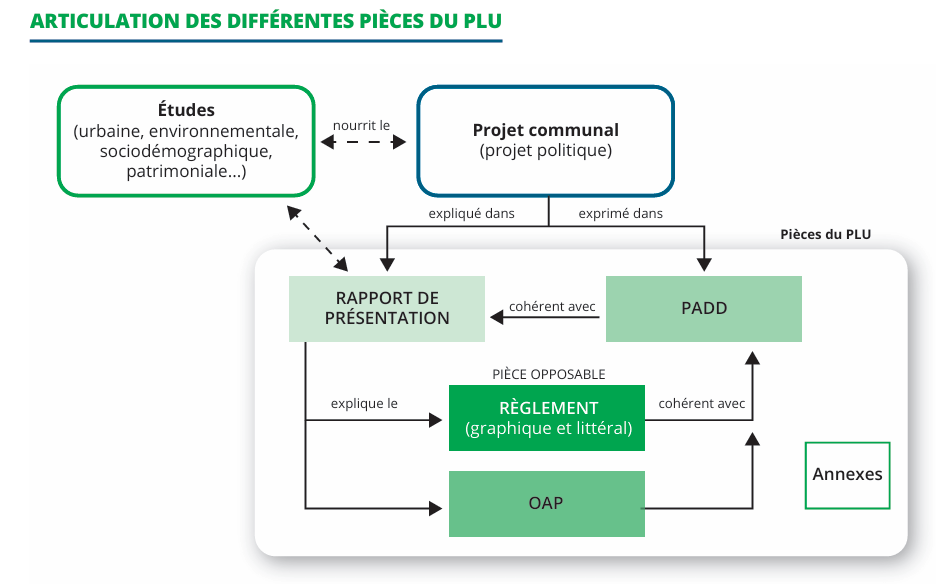 ARTICULATION DES DIFFÉRENTES PIÈCES DU PLU
Études
(urbaine, environnementale,
sociodémographique,
patrimoniale...)
nourrit le
Projet communal
(projet politique)
expliqué dans
exprimé dans
Pièces du PLU
RAPPORT DE
PRÉSENTATION
cohérent avec
PADD
PIÈCE OPPOSABLE
explique le
RÈGLEMENT
(graphique et littéral)
cohérent avec
Annexes
OAP